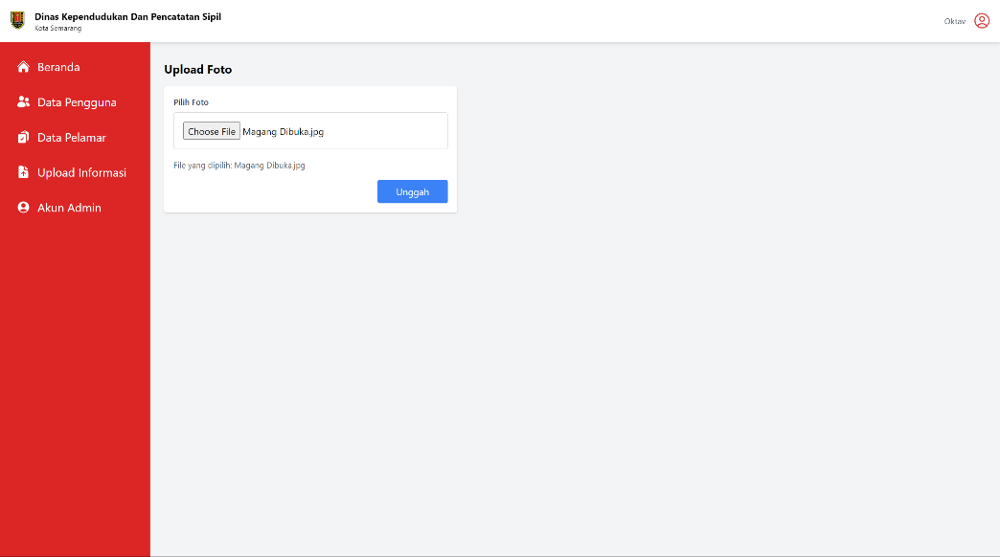 Dinas Kependudukan Dan Pencatatan Sipil
Kota Semarang
Oktav
Beranda
Data Pengguna
Data Pelamar
Upload Informasi
Akun Admin
Upload Foto
Pilih Foto
Choose File Magang Dibuka.jpg
File yang dipilih: Magang Dibuka.jpg
Unggah